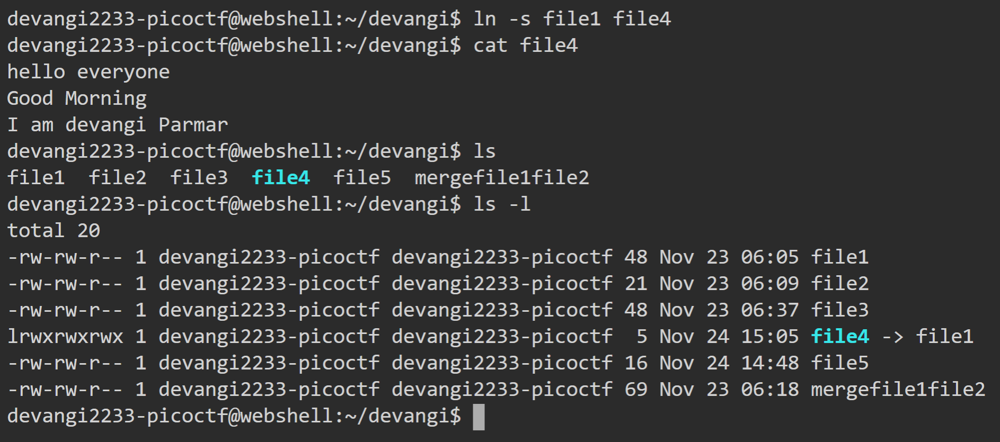 devangi2233-picoctf@webshell:~/devangi$ ln -s file1 file4
devangi2233-picoctf@webshell:~/devangi$ cat file4
hello everyone
Good Morning
I am devangi Parmar
devangi2233-picoctf@webshell:~/devangi$ ls
file1  file2  file3  file4  file5  mergefile1file2
devangi2233-picoctf@webshell:~/devangi$ ls -l
total 20
-rw-rw-r-- 1 devangi2233-picoctf devangi2233-picoctf 48 Nov 23 06:05 file1
-rw-rw-r-- 1 devangi2233-picoctf devangi2233-picoctf 21 Nov 23 06:09 file2
-rw-rw-r-- 1 devangi2233-picoctf devangi2233-picoctf 48 Nov 23 06:37 file3
lrwxrwxrwx 1 devangi2233-picoctf devangi2233-picoctf  5 Nov 24 15:05 file4 -> file1
-rw-rw-r-- 1 devangi2233-picoctf devangi2233-picoctf 16 Nov 24 14:48 file5
-rw-rw-r-- 1 devangi2233-picoctf devangi2233-picoctf 69 Nov 23 06:18 mergefile1file2
devangi2233-picoctf@webshell:~/devangi$